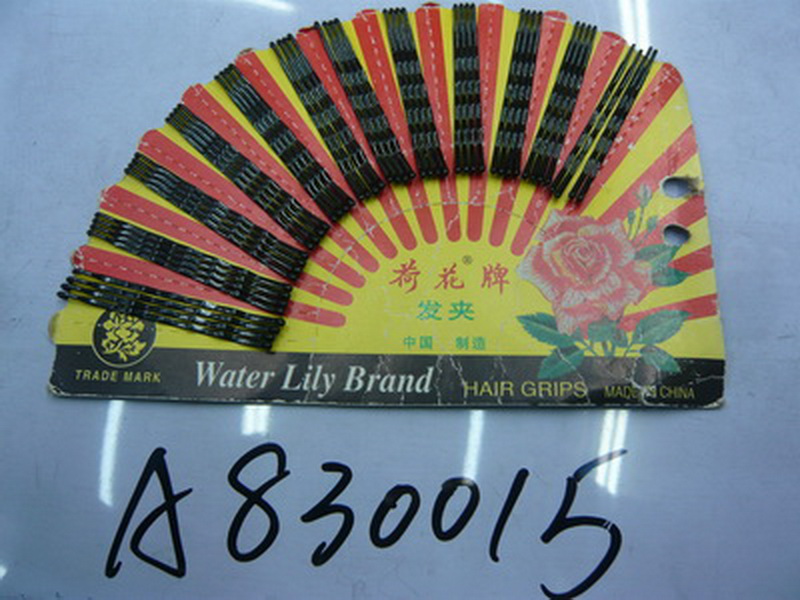 荷花牌®
发夹
中国 制造
TRADE MARK
Water Lily Brand
HAIR GRIPS
MADE IN CHINA
A830015